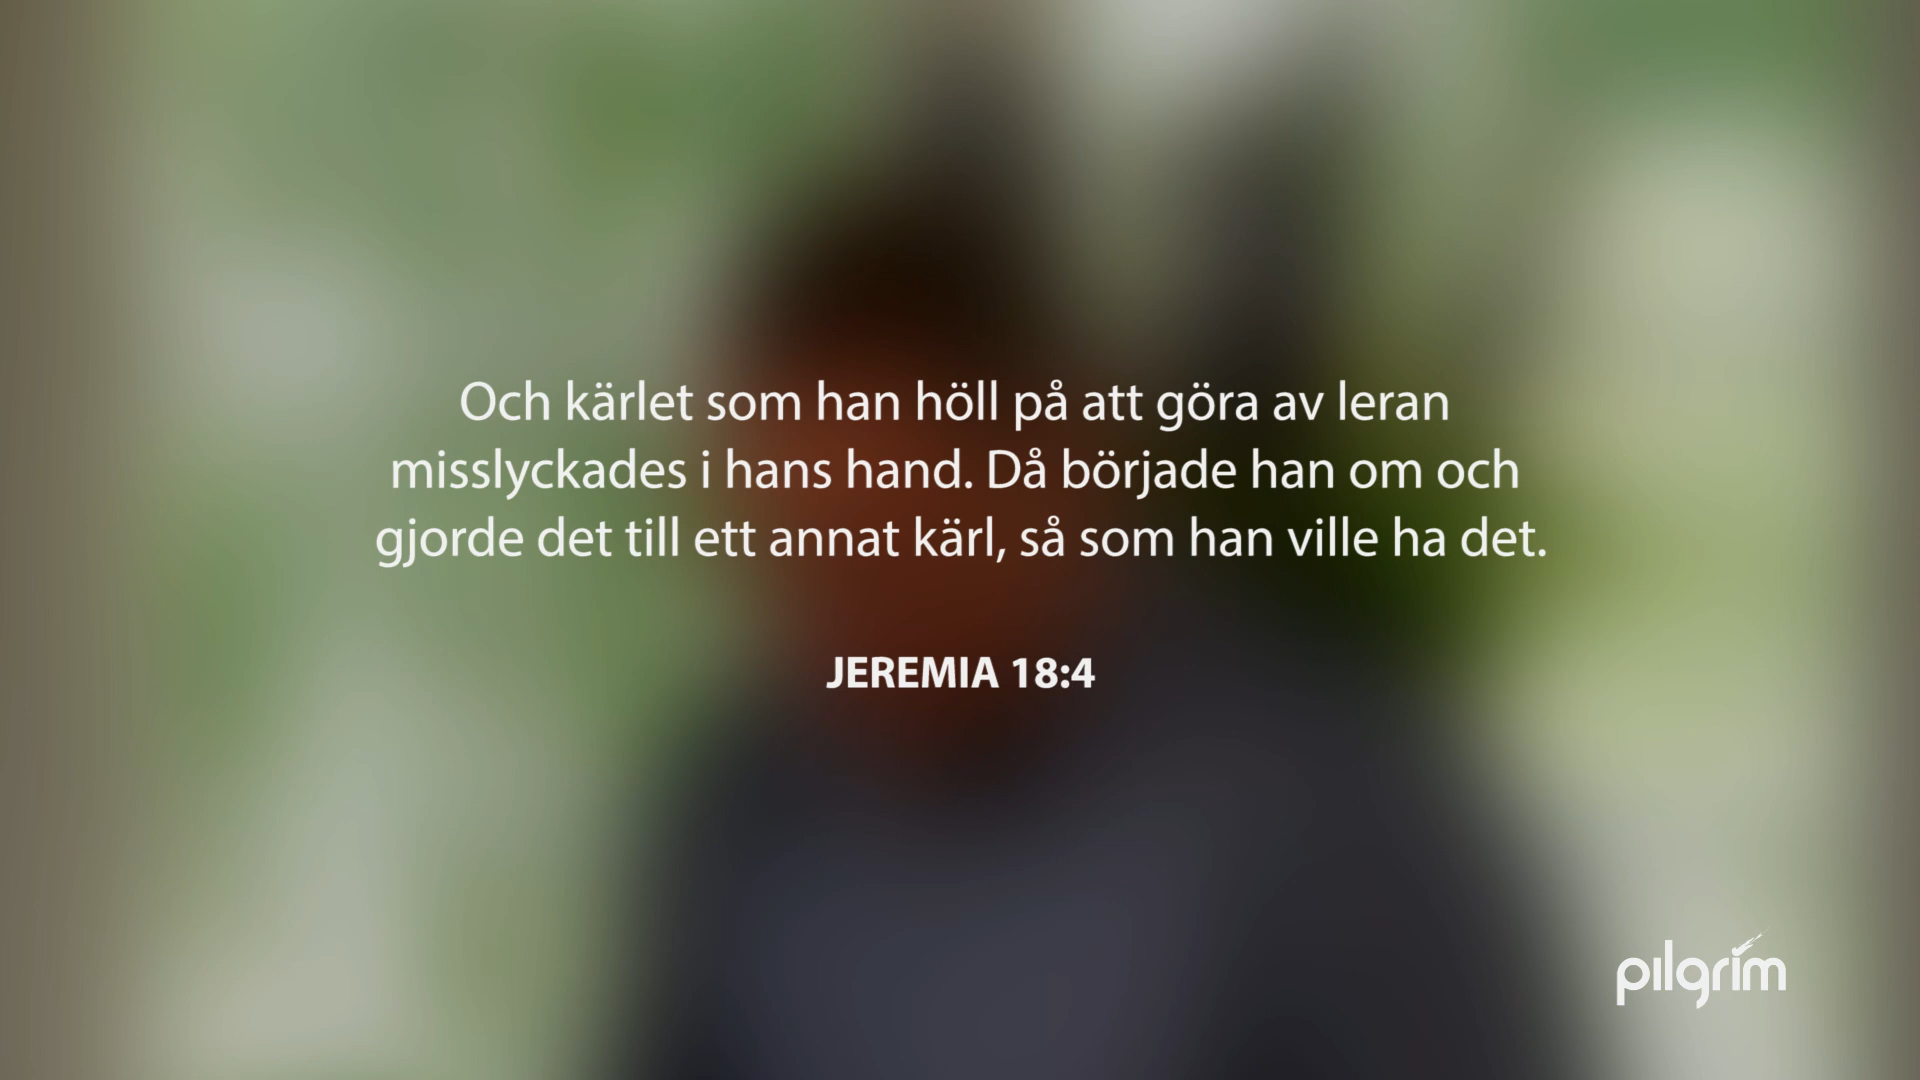 Och kärlet som han höll på att göra av leran
misslyckades i hans hand. Då började han om och
gjorde det till ett annat kärl, så som han ville ha det.
JEREMIA 18:4
pilgrim